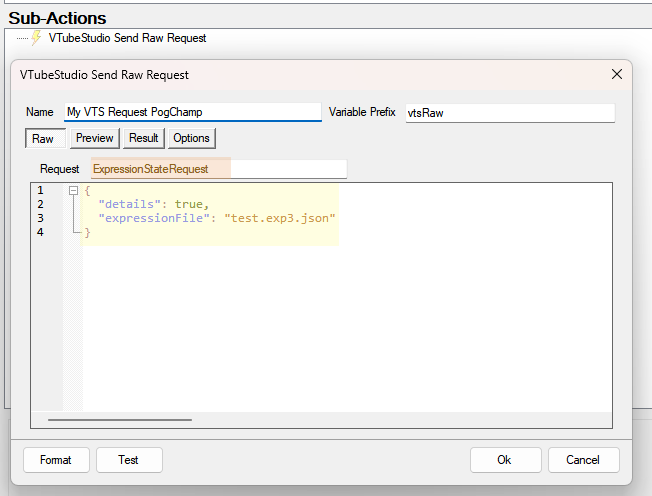 Sub-Actions
VTubeStudio Send Raw Request
VTubeStudio Send Raw Request
Name My VTS Request PogChamp Variable Prefix vtsRaw
Raw Preview Result Options
Request ExpressionStateRequest
1 {
2 "details": true,
3 "expressionFile": "test.exp3.json"
4 }
Format Test Ok Cancel